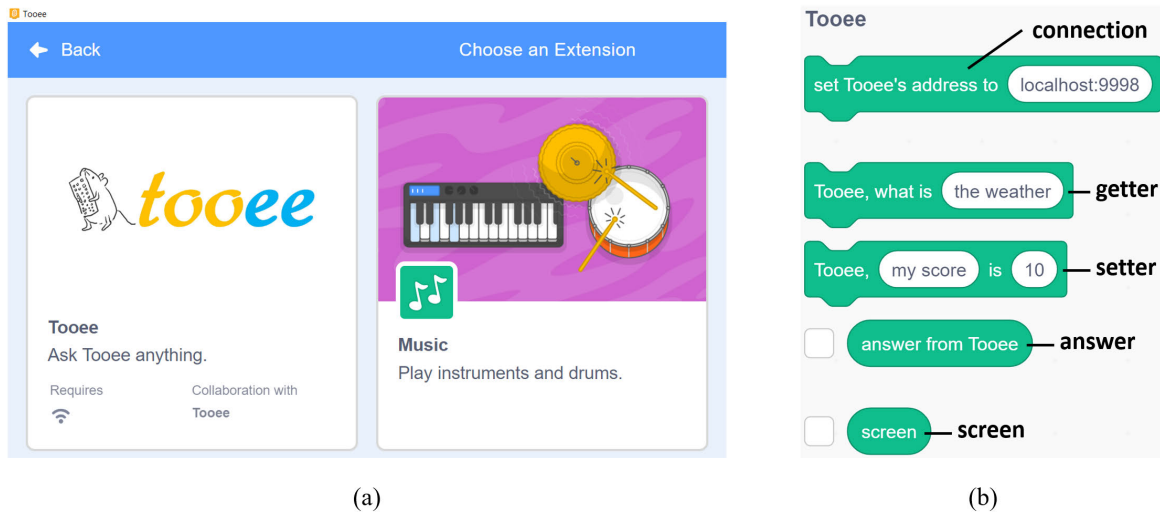 Tooee
Back
Choose an Extension
tooee
Tooee
Ask Tooee anything.
Requires
Collaboration with
Tooee
Music
Play instruments and drums.
(a)
Tooee
connection
set Tooee's address to localhost:9998
Tooee, what is the weather
getter
Tooee, my score is 10
setter
answer from Tooee
answer
screen
screen
(b)